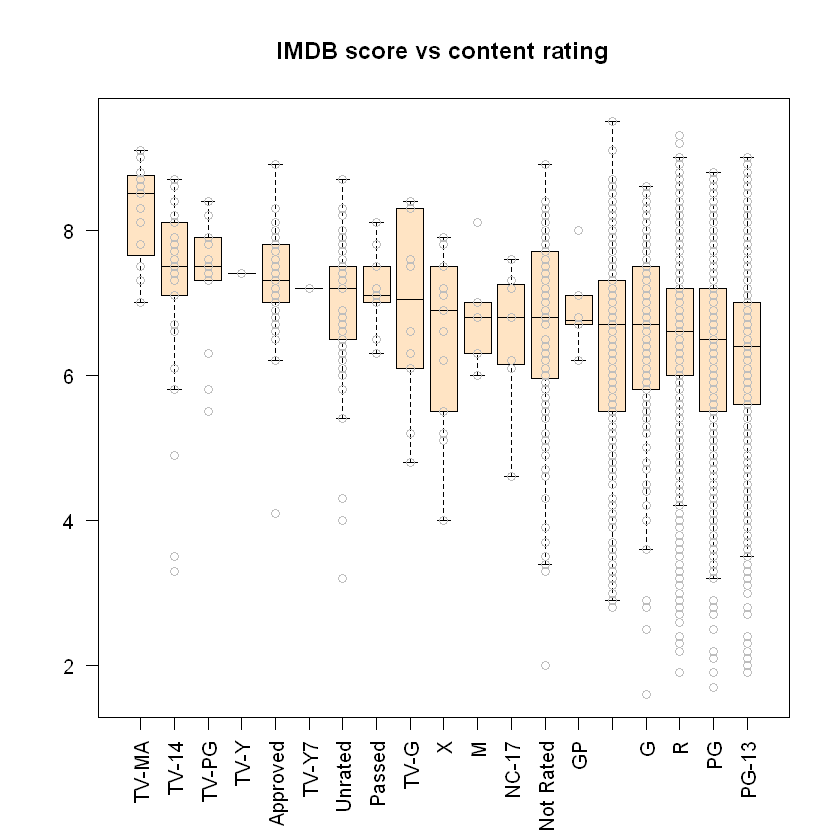 IMDB score vs content rating
8
6
4
2
TV-MA
TV-14
TV-PG
TV-Y
Approved
TV-Y7
Unrated
Passed
TV-G
X
M
NC-17
Not Rated
GP
G
R
PG
PG-13